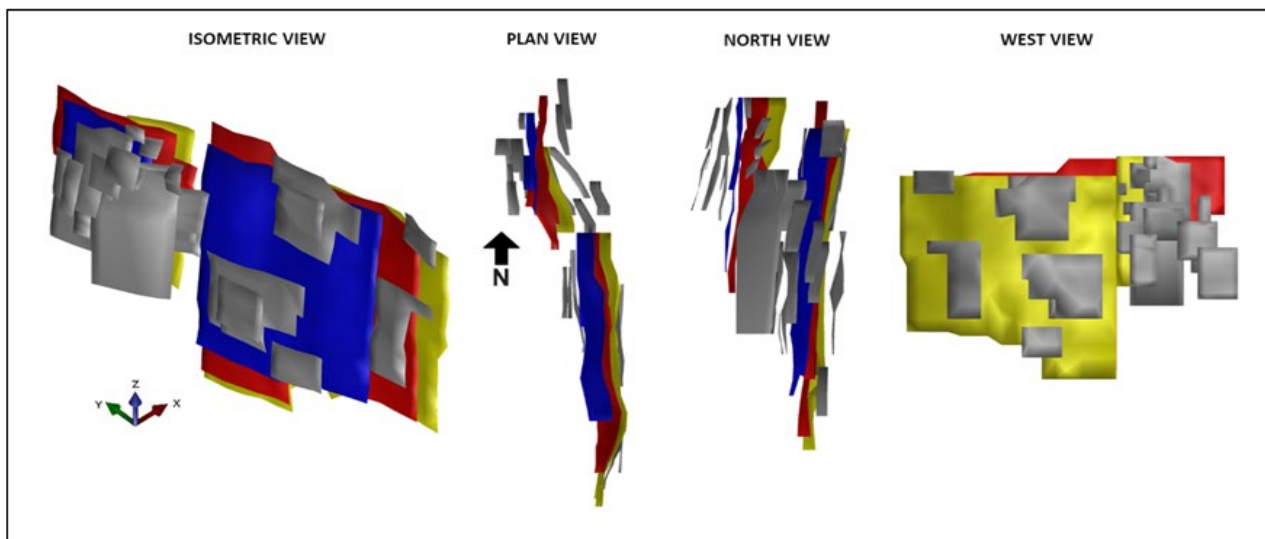 ISOMETRIC VIEW
PLAN VIEW
NORTH VIEW
WEST VIEW
N
Z
Y
X